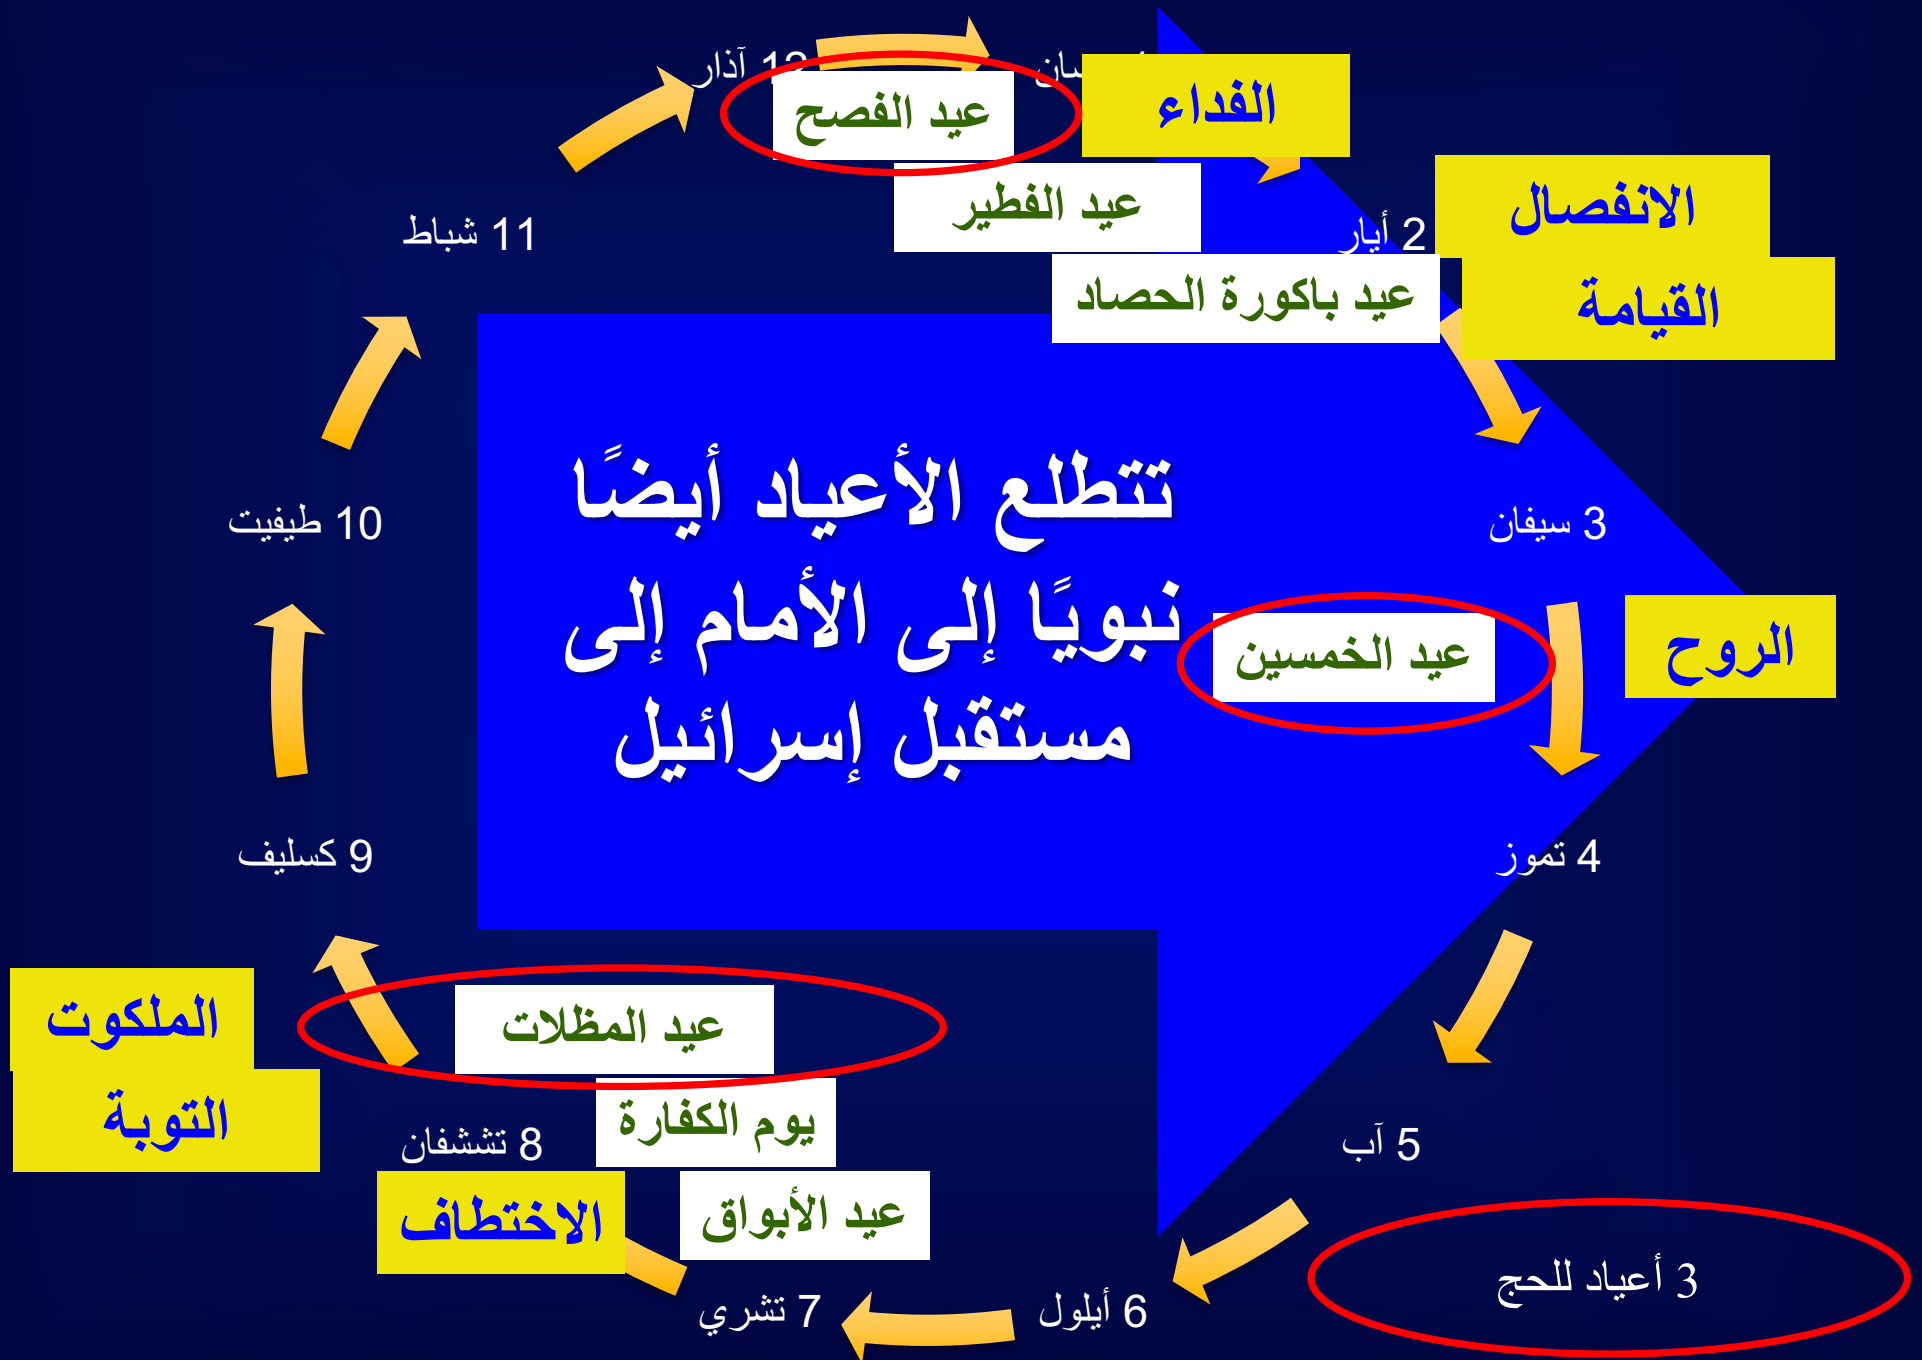 12 آذار
عيد الفصح
الفداء
عيد الفطير
الانفصال
2 أيار
11 شباط
عيد باكورة الحصاد
القيامة
تتطلع الأعياد أيضًا
نبويًا إلى الأمام إلى
مستقبل إسرائيل
3 سيفان
10 طيفيت
عيد الخمسين
الروح
4 تموز
9 كسليف
الملكوت
عيد المظلات
التوبة
يوم الكفارة
8 تششفان
5 آب
الاختطاف
عيد الأبواق
3 أعياد للحج
7 تشري
6 أيلول